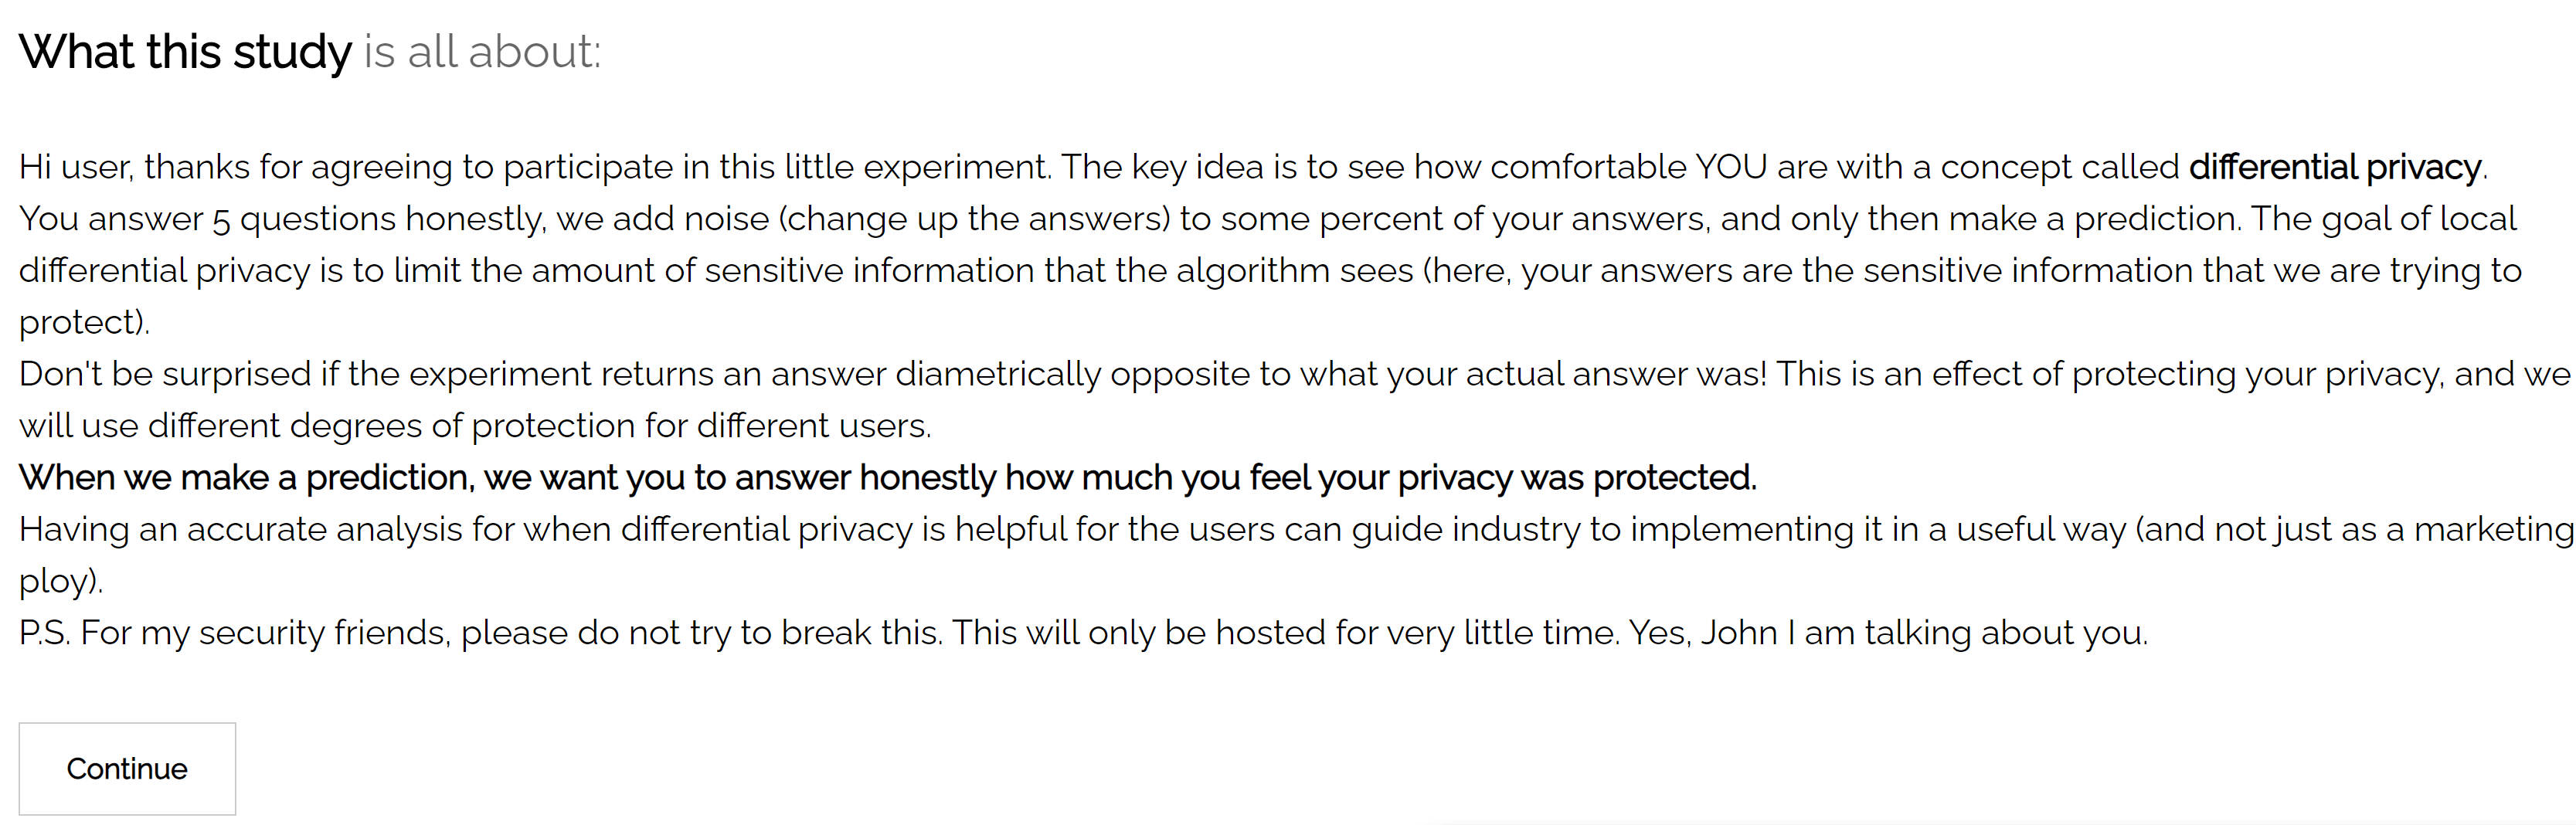 What this study is all about:
Hi user, thanks for agreeing to participate in this little experiment. The key idea is to see how comfortable YOU are with a concept called differential privacy.
You answer 5 questions honestly, we add noise (change up the answers) to some percent of your answers, and only then make a prediction. The goal of local
differential privacy is to limit the amount of sensitive information that the algorithm sees (here, your answers are the sensitive information that we are trying to
protect).
Don't be surprised if the experiment returns an answer diametrically opposite to what your actual answer was! This is an effect of protecting your privacy, and we
will use different degrees of protection for different users.
When we make a prediction, we want you to answer honestly how much you feel your privacy was protected.
Having an accurate analysis for when differential privacy is helpful for the users can guide industry to implementing it in a useful way (and not just as a marketing
ploy).
P.S. For my security friends, please do not try to break this. This will only be hosted for very little time. Yes, John I am talking about you.
Continue